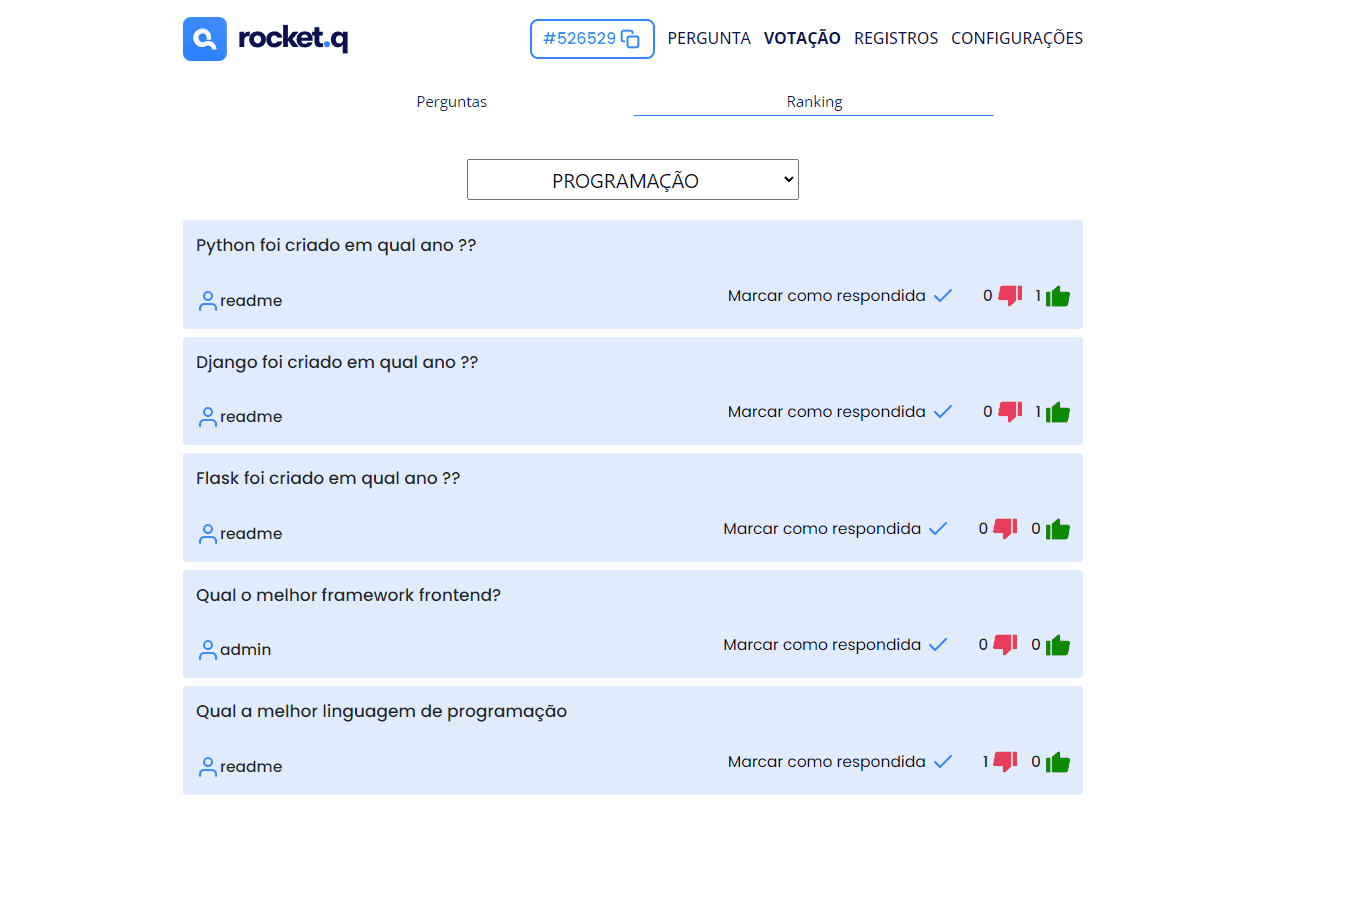 rocket.q #526529 PERGUNTA VOTAÇÃO REGISTROS CONFIGURAÇÕES
Perguntas Ranking
PROGRAMAÇÃO
Python foi criado em qual ano ??
readme Marcar como respondida 0 1
Django foi criado em qual ano ??
readme Marcar como respondida 0 1
Flask foi criado em qual ano ??
readme Marcar como respondida 0 0
Qual o melhor framework frontend?
admin Marcar como respondida 0 0
Qual a melhor linguagem de programação
readme Marcar como respondida 1 0